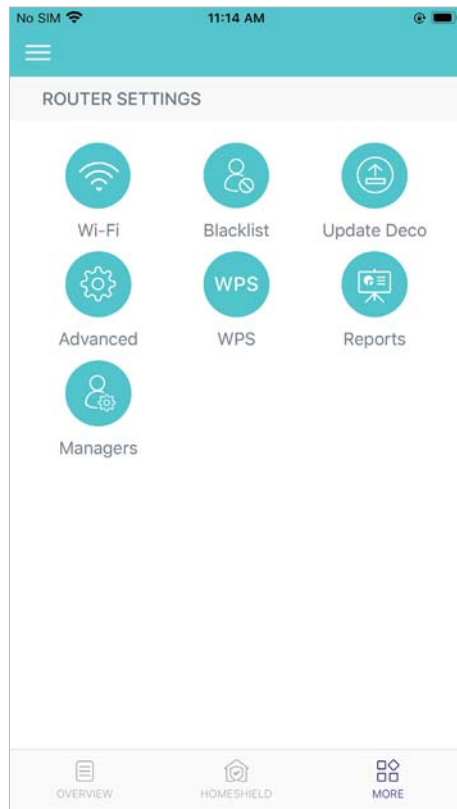 No SIM 11:14 AM
ROUTER SETTINGS
Wi-Fi Blacklist Update Deco
WPS
Advanced WPS Reports
Managers
OVERVIEW HOMESHIELD MORE